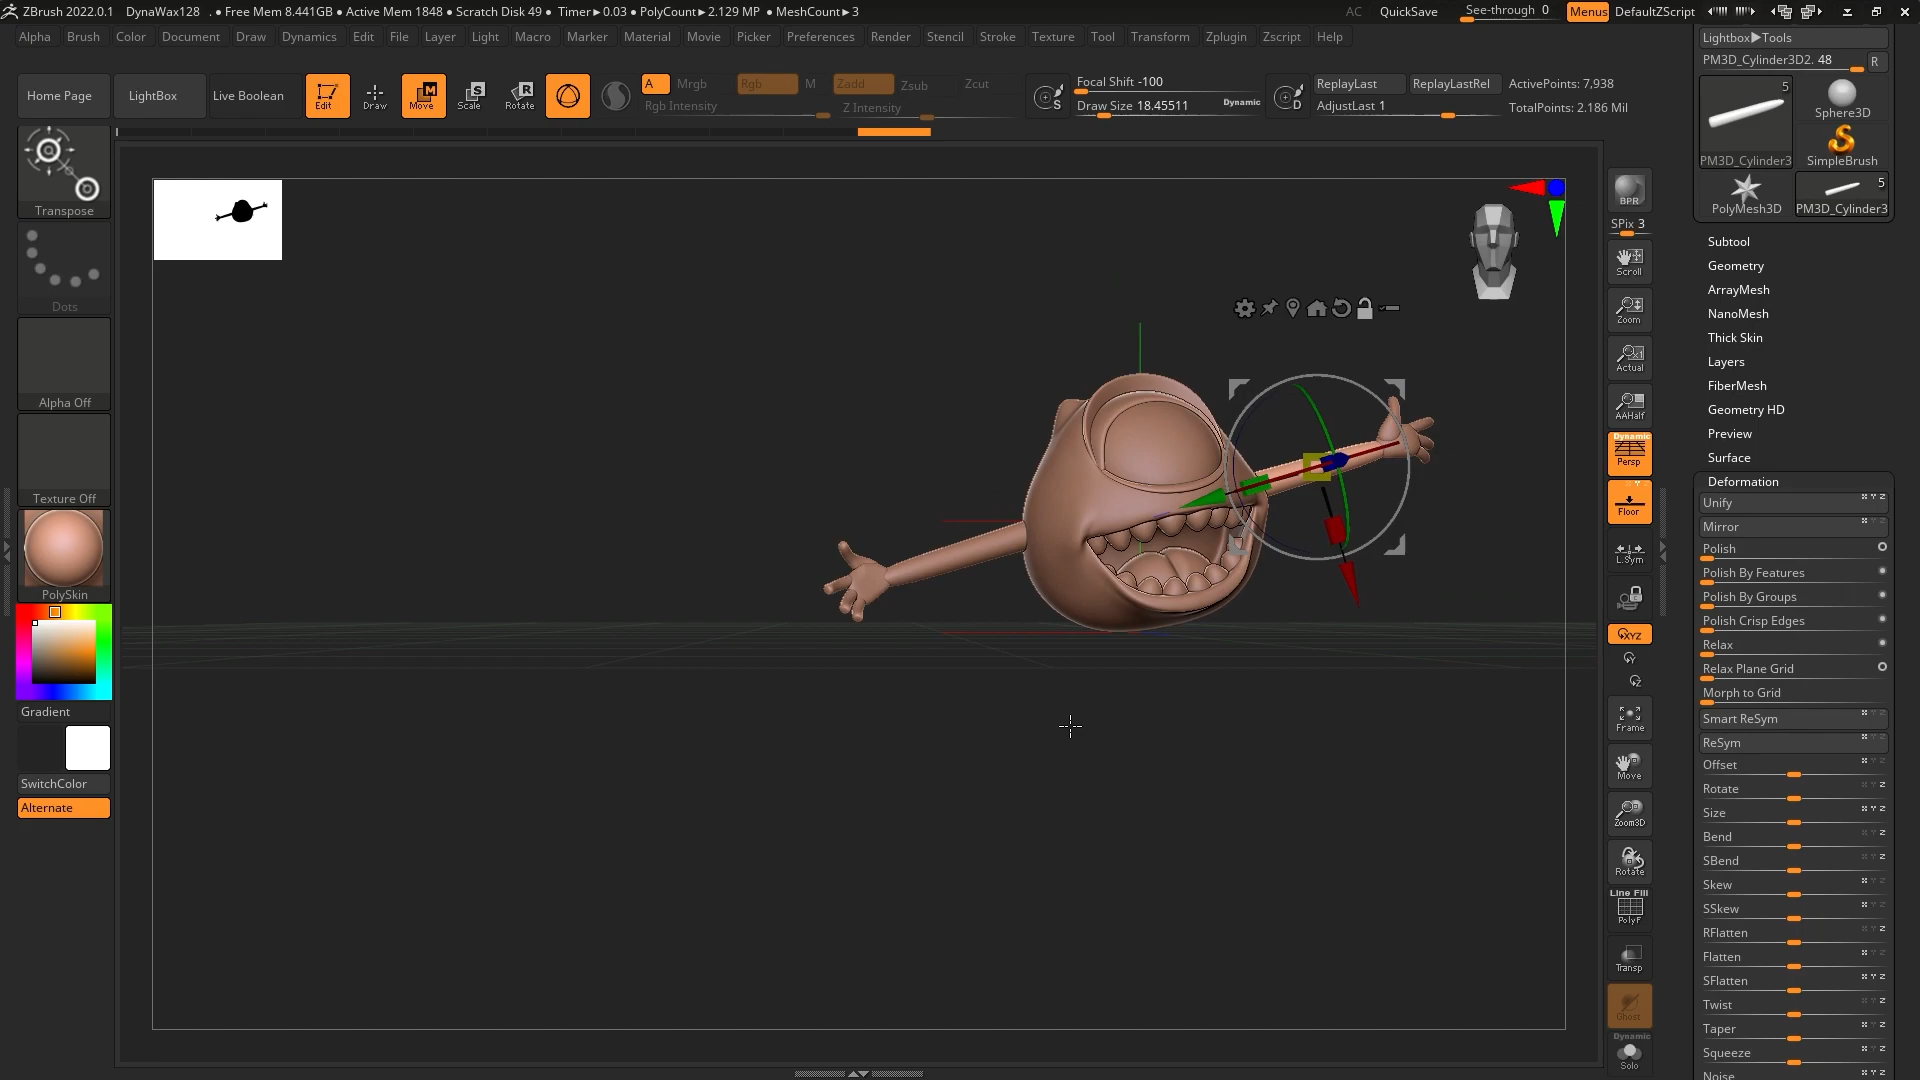 ZBrush 2022.0.1 DynaWax128 . • Free Mem 8.441GB • Active Mem 1848 • Scratch Disk 49 • Timer►0.03 • PolyCount►2.129 MP • MeshCount►3 AC QuickSave See-through 0 Menus DefaultZScript
Alpha Brush Color Document Draw Dynamics Edit File Layer Light Macro Marker Material Movie Picker Preferences Render Stencil Stroke Texture Tool Transform Zplugin Zscript Help
Home Page LightBox Live Boolean Edit Draw Move Scale Rotate
A Mrgb Rgb M Zadd Zsub Zcut
Rgb Intensity Z Intensity
Focal Shift -100
Draw Size 18.45511 Dynamic
ReplayLast ReplayLastRel ActivePoints: 7,938
AdjustLast 1 TotalPoints: 2.186 Mil
Transpose
Dots
Alpha Off
Texture Off
PolySkin
Gradient
SwitchColor
Alternate
BPR
SPix 3
Scroll
Zoom
Actual
AAHalf
Dynamic
Persp
Floor
L.Sym
XYZ
Y
Z
Frame
Move
Zoom3D
Rotate
Line Fill
PolyF
Transp
Ghost
Dynamic
Solo
Lightbox►Tools
PM3D_Cylinder3D2. 48 R
5
PM3D_Cylinder3
Sphere3D
SimpleBrush
PolyMesh3D
5
PM3D_Cylinder3
Subtool
Geometry
ArrayMesh
NanoMesh
Thick Skin
Layers
FiberMesh
Geometry HD
Preview
Surface
Deformation
Unify
Mirror
Polish
Polish By Features
Polish By Groups
Polish Crisp Edges
Relax
Relax Plane Grid
Morph to Grid
Smart ReSym
ReSym
Offset
Rotate
Size
Bend
SBend
Skew
SSkew
RFlatten
Flatten
SFlatten
Twist
Taper
Squeeze
Noise